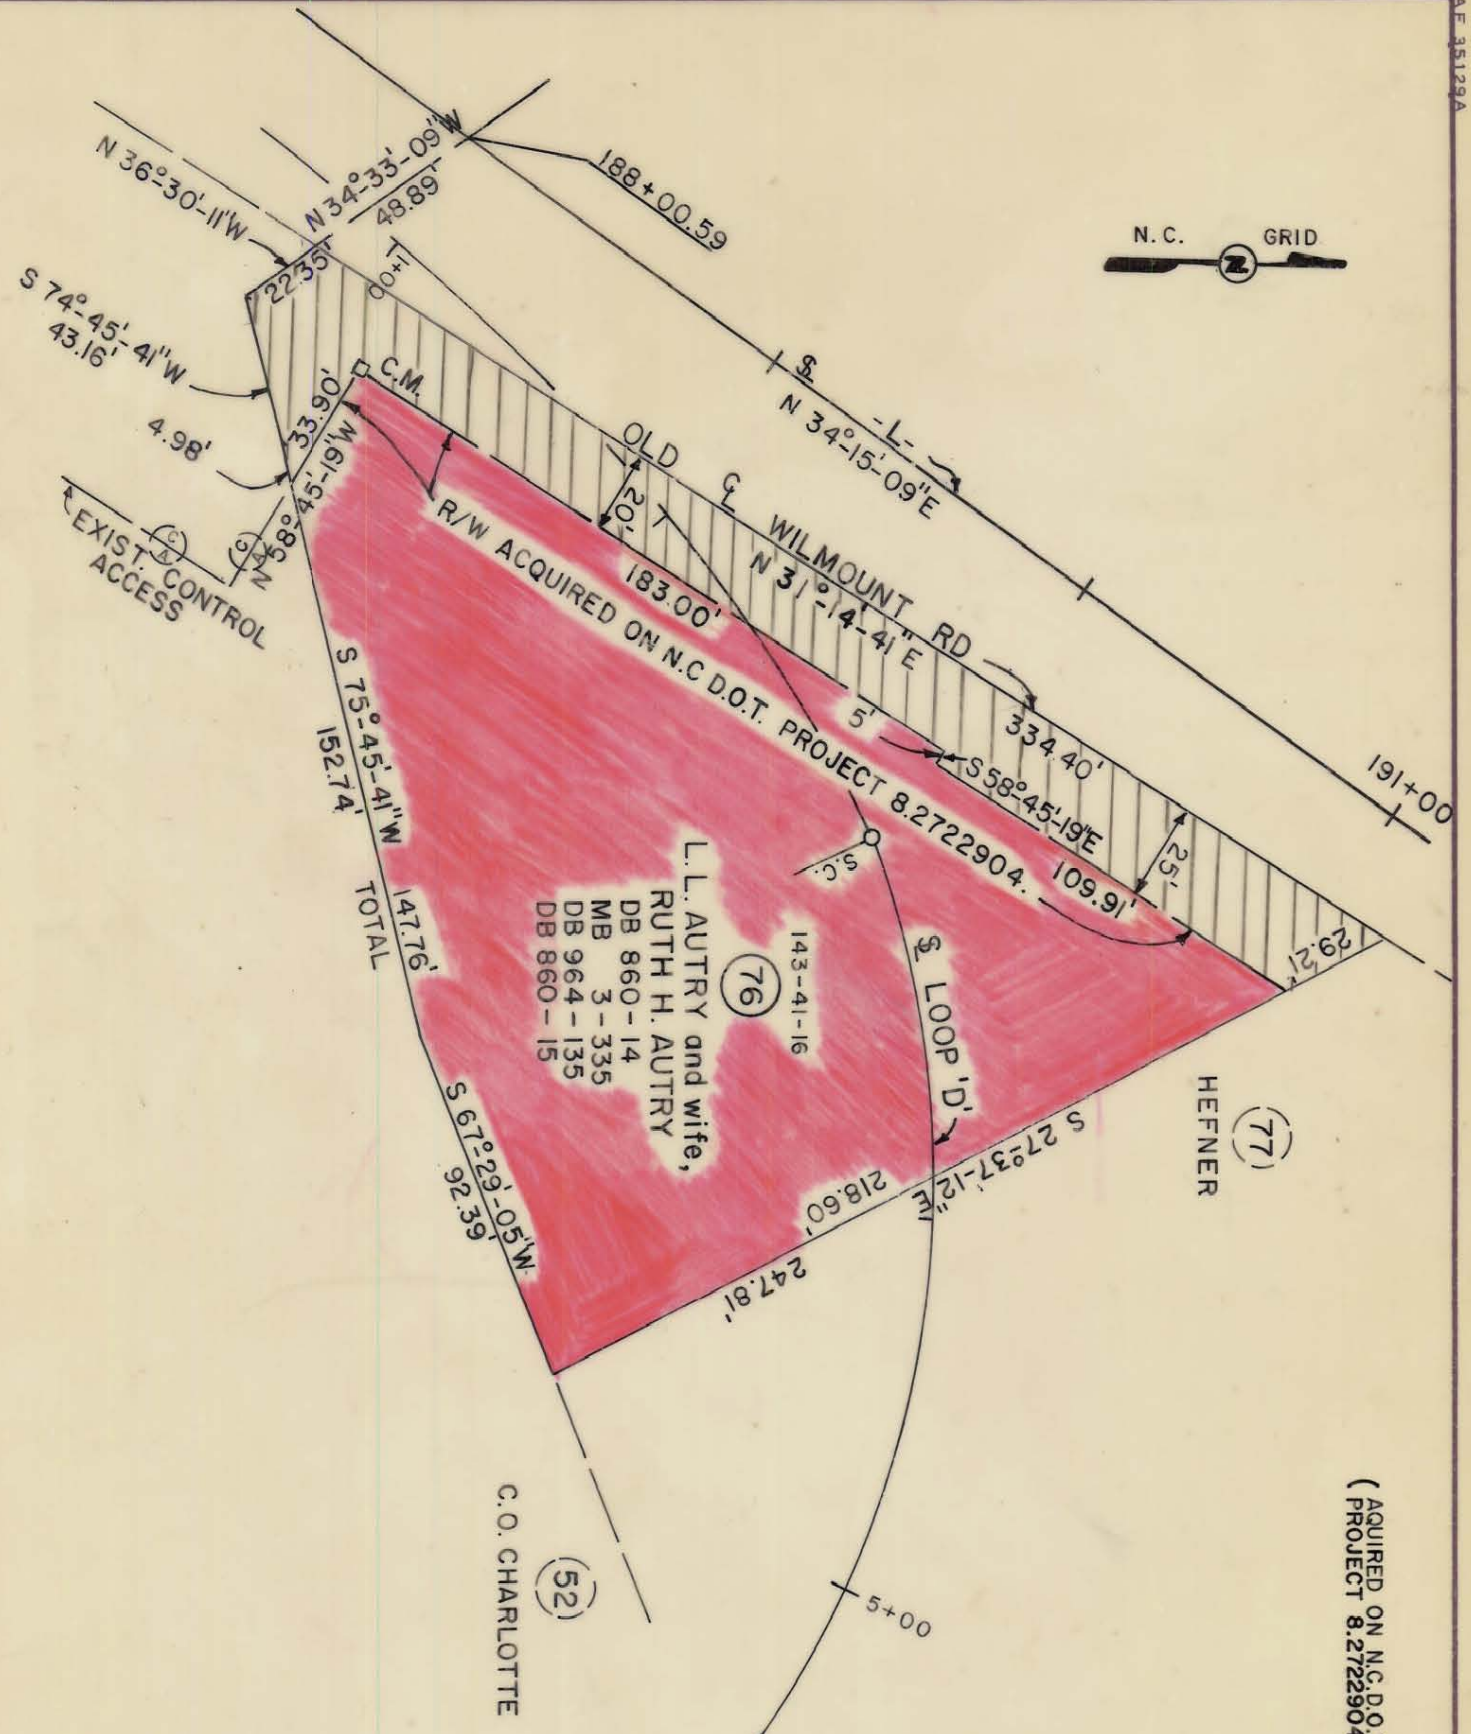 AF 35129A
N.C. GRID
Z
188+00.59
N 34°-33'-09"W
48.89'
N 36°-30'-11"W
22.35'
1+00
S 74°-45'-41"W
43.16'
4.98'
33.90'
N 58°-45'-19"W
C.M.
C/A
C/A
EXIST. CONTROL
ACCESS
-L-
N 34°-15'-09"E
191+00
OLD ℄ WILMOUNT RD
N 31°-14-41"E
334.40'
20'
183.00'
R/W ACQUIRED ON N.C D.O.T. PROJECT 8.2722904.
5'
S 58°-45'-19"E
109.91'
25'
29.21'
S.C.
LOOP 'D'
S 75°-45'-41"W
152.74' TOTAL
147.76'
143-41-16
76
L.L. AUTRY and wife,
RUTH H. AUTRY
DB 860-14
MB 3-335
DB 964-135
DB 860-15
S 67°-29'-05"W
92.39'
S 27°-37'-12"E
218.60'
247.81'
77
HEFNER
52
C.O. CHARLOTTE
5+00
( AQUIRED ON N.C.D.O.
PROJECT 8.2722904